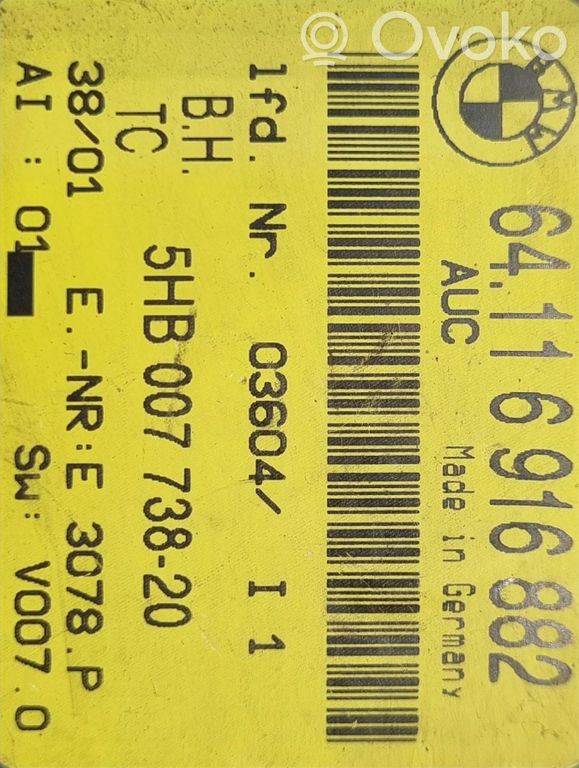 Ovoko
BMW
64.11 6 916 882
AUC
Made in Germany
lfd. Nr. 03604/ I 1
B.H.
TC 5HB 007 738-20
38/01 E.-NR:E 3078.P
AI : 01 SW: V007.0